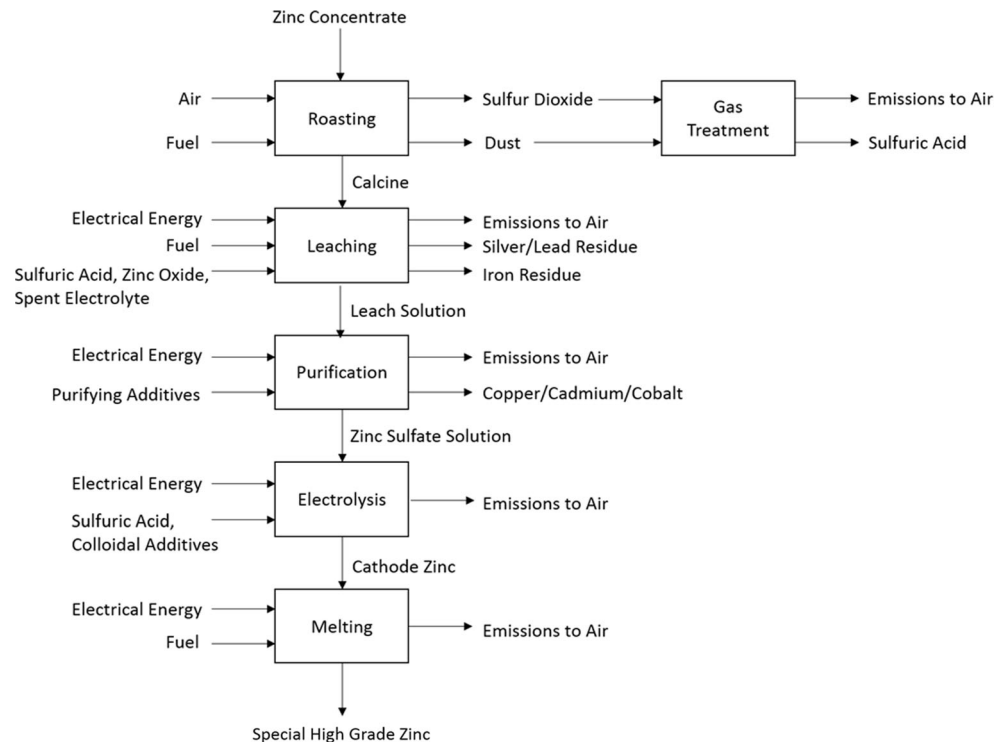 Zinc Concentrate
Air
Fuel
Roasting
Sulfur Dioxide
Dust
Gas
Treatment
Emissions to Air
Sulfuric Acid
Calcine
Electrical Energy
Fuel
Sulfuric Acid, Zinc Oxide,
Spent Electrolyte
Leaching
Emissions to Air
Silver/Lead Residue
Iron Residue
Leach Solution
Electrical Energy
Purifying Additives
Purification
Emissions to Air
Copper/Cadmium/Cobalt
Zinc Sulfate Solution
Electrical Energy
Sulfuric Acid,
Colloidal Additives
Electrolysis
Emissions to Air
Cathode Zinc
Electrical Energy
Fuel
Melting
Emissions to Air
Special High Grade Zinc